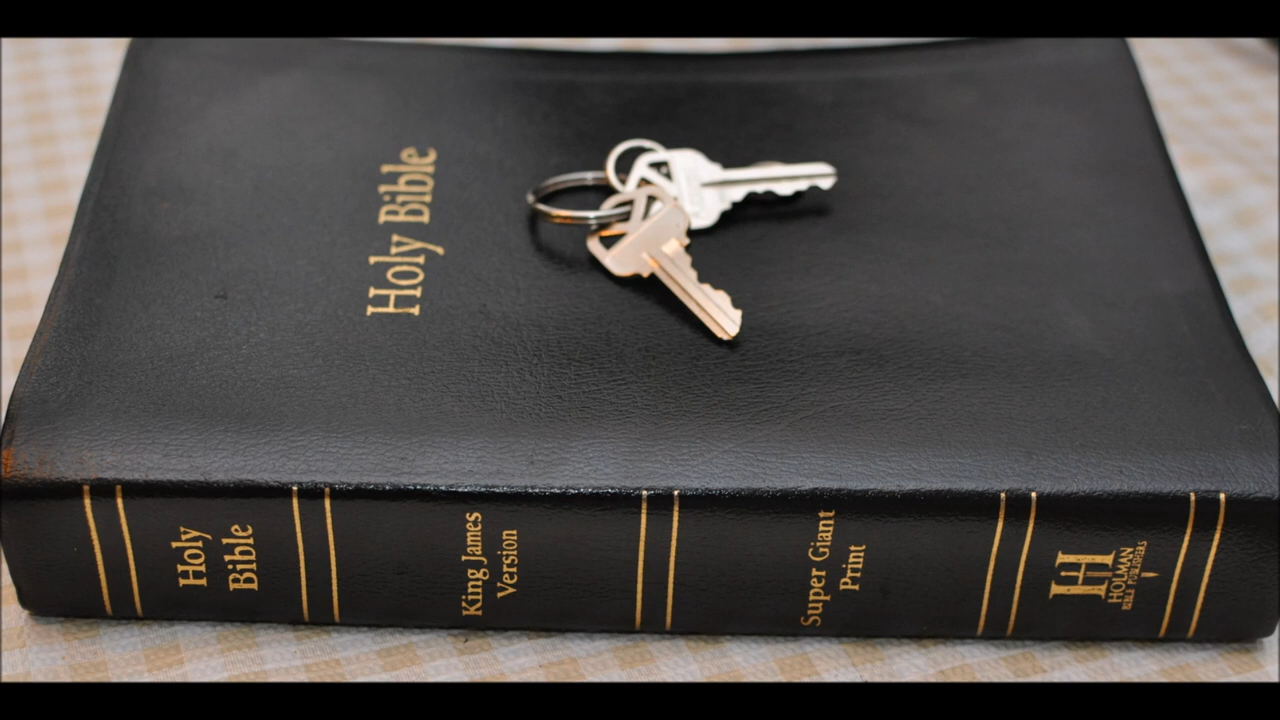 Holy Bible
Holy
Bible
King James
Version
Super Giant
Print
HOLMAN
BIBLE PUBLISHERS